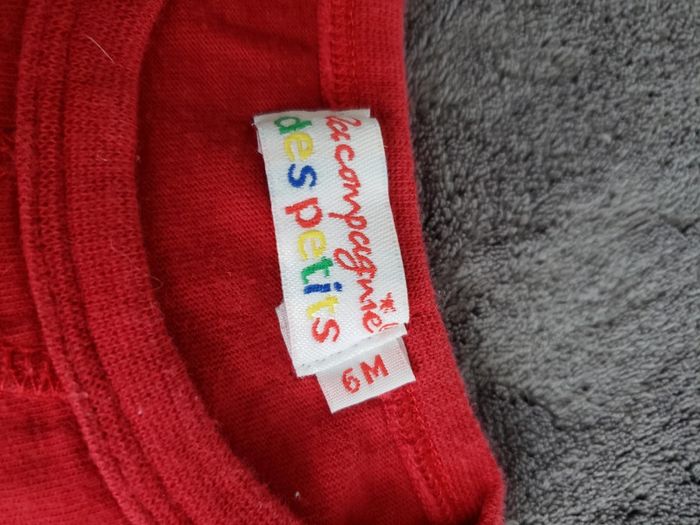 La compagnie
des petits
6M